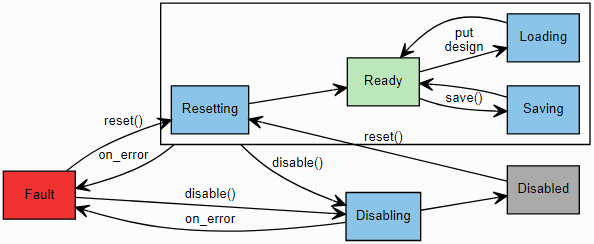 put
design
Loading
Ready
Resetting
save()
Saving
reset()
reset()
on_error
disable()
Fault
disable()
Disabled
on_error
Disabling